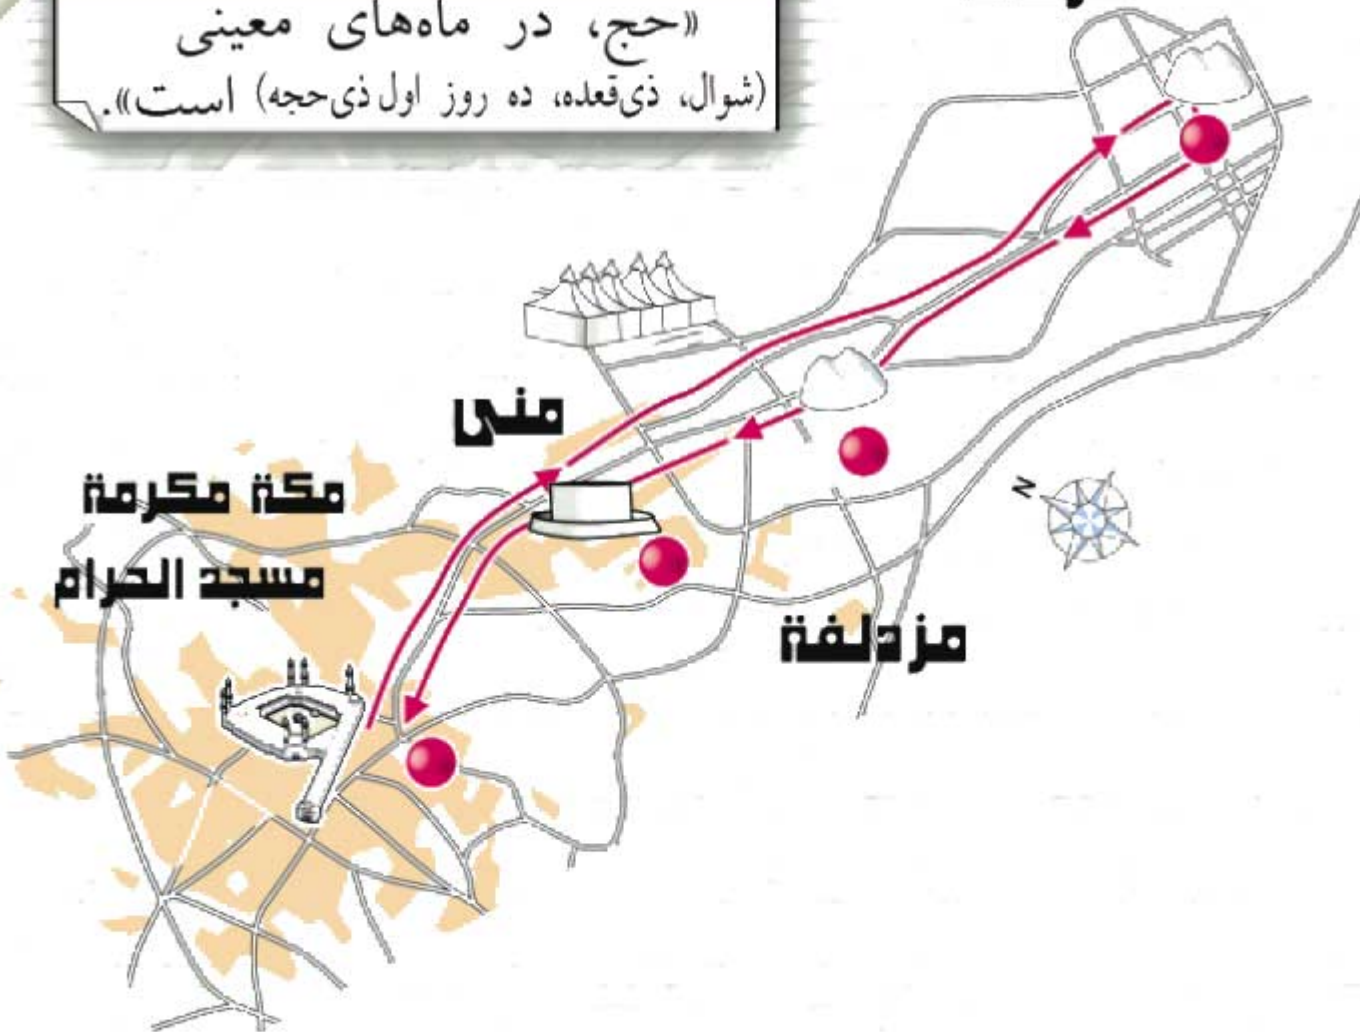 «حج، در ماه‌های معینی
(شوال، ذی‌قعده، ده روز اول ذی‌حجه) است».
منى
مكة مكرمة
مسجد الحرام
N
مزدلفة